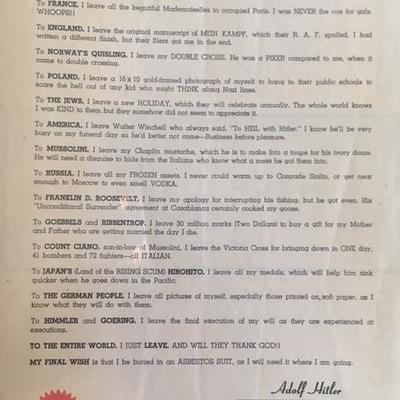 To FRANCE, I leave all the beautiful Mademoiselles in occupied Paris. I was NEVER the one for girls.
WHOOPS!!
To ENGLAND, I leave the original manuscript of MEIN KAMPF, which their R. A. F. spoiled. I had
written a different finish, but their fliers got me in the end.
To NORWAY'S QUISLING, I leave my DOUBLE CROSS. He was a PIKER compared to me, when it
came to double crossing.
To POLAND, I leave a 16x10 gold-framed photograph of myself to hang in their public schools to
scare the hell out of any kid who might THINK along Nazi lines.
To THE JEWS, I leave a new HOLIDAY, which they will celebrate annually. The whole world knows
I was KIND to them but they somehow did not seem to appreciate it.
To AMERICA, I leave Walter Winchell who always said, "To HEIL with Hitler." I know he'll be very
busy on my funeral day so he'd better not come—Business before pleasure.
To MUSSOLINI, I leave my Chaplin mustache, which he is to make into a toupe for his ivory dome.
He will need a disguise to hide from the Italians who know what a mess he got them into.
To RUSSIA, I leave all my FROZEN assets. I never could warm up to Comrade Stalin, or get near
enough to Moscow to even smell VODKA.
To FRANKLIN D. ROOSEVELT, I leave my apology for interrupting his fishing, but he got even. His
"Unconditional Surrender" agreement at Casablanca certainly cooked my goose.
To GOEBBELS and RIBBENTROP, I leave 30 million marks (Two Dollars) to buy a gift for my Mother
and Father who are getting married the day I die.
To COUNT CIANO, son-in-law of Mussolini, I leave the Victoria Cross for bringing down in ONE day,
41 bombers and 72 fighters—all ITALIAN.
To JAPAN'S (Land of the RISING SCUM) HIROHITO, I leave all my medals, which will help him sink
quicker when he goes down in the Pacific.
To THE GERMAN PEOPLE, I leave all pictures of myself, especially those printed on soft paper, as I
know what they will do with them.
To HIMMLER and GOERING, I leave the final execution of my will as they are experienced at
executions.
TO THE ENTIRE WORLD, I JUST LEAVE, AND WILL THEY THANK GOD!!
MY FINAL WISH is that I be buried in an ASBESTOS SUIT, as I will need it where I am going.
Adolf Hitler